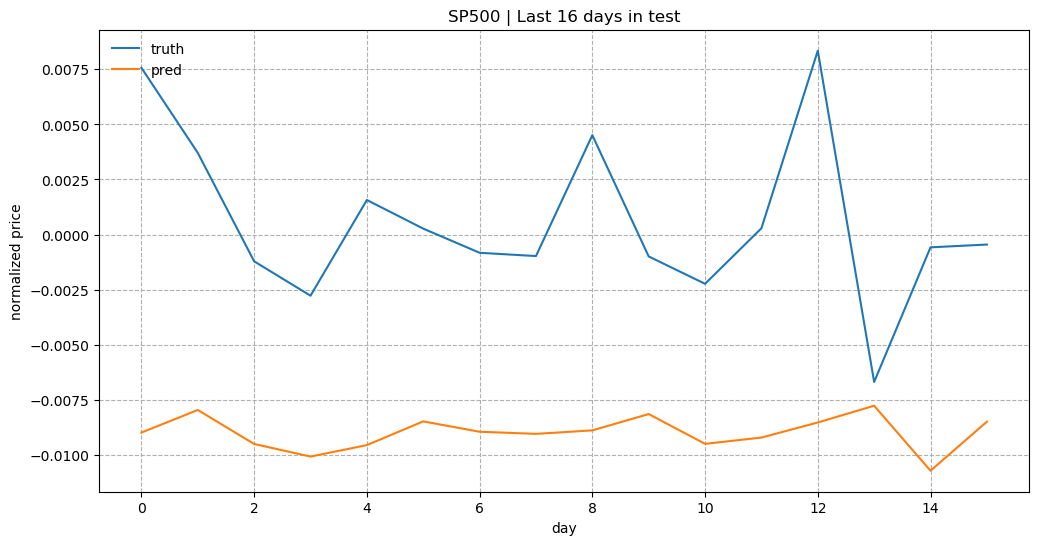 SP500 | Last 16 days in test
truth
pred
0.0075
0.0050
0.0025
0.0000
−0.0025
−0.0050
−0.0075
−0.0100
normalized price
0 2 4 6 8 10 12 14
day